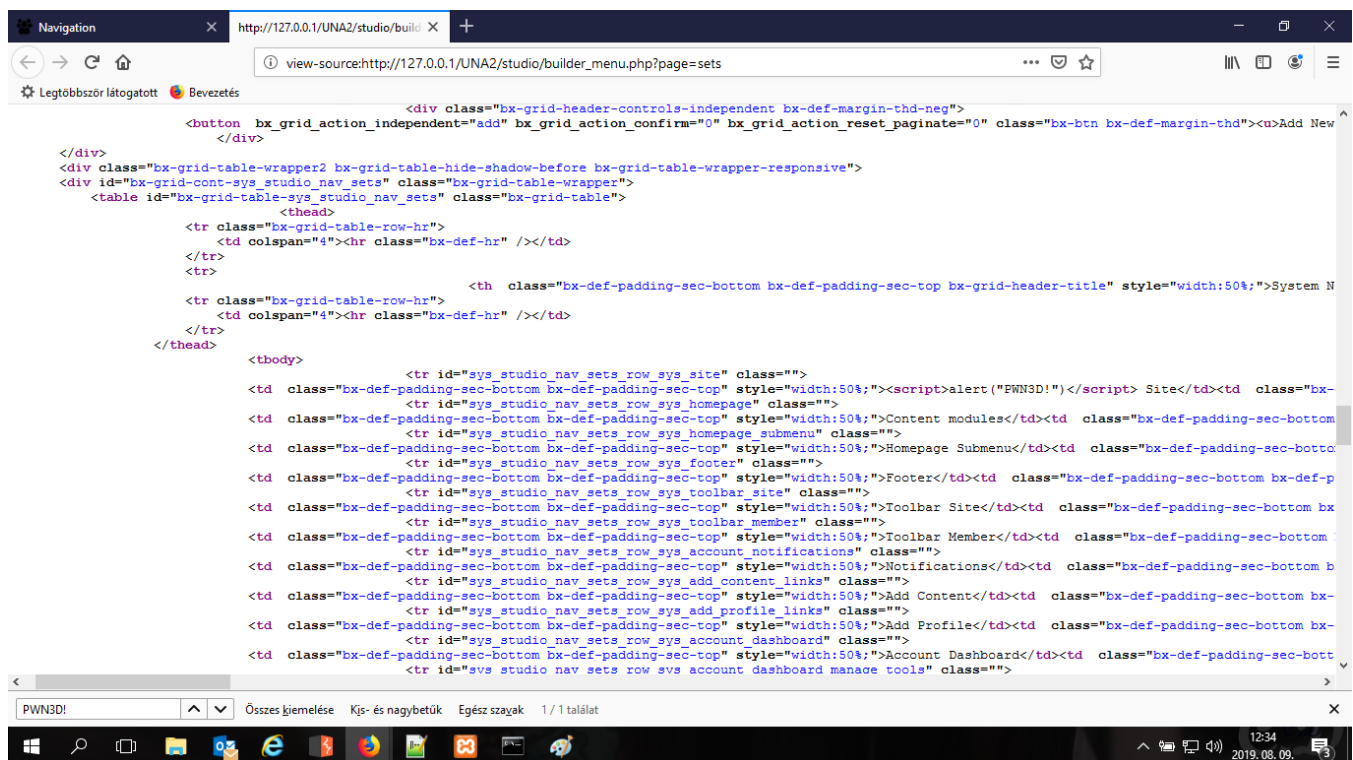 Navigation
http://127.0.0.1/UNA2/studio/build
view-source:http://127.0.0.1/UNA2/studio/builder_menu.php?page=sets
Legtöbbször látogatott Bevezetés
<div class="bx-grid-header-controls-independent bx-def-margin-thd-neg">
<button bx_grid_action_independent="add" bx_grid_action_confirm="0" bx_grid_action_reset_paginate="0" class="bx-btn bx-def-margin-thd"><u>Add New
</div>
</div>
<div class="bx-grid-table-wrapper2 bx-grid-table-hide-shadow-before bx-grid-table-wrapper-responsive">
<div id="bx-grid-cont-sys_studio_nav_sets" class="bx-grid-table-wrapper">
<table id="bx-grid-table-sys_studio_nav_sets" class="bx-grid-table">
<thead>
<tr class="bx-grid-table-row-hr">
<td colspan="4"><hr class="bx-def-hr" /></td>
</tr>
<tr>
<th class="bx-def-padding-sec-bottom bx-def-padding-sec-top bx-grid-header-title" style="width:50%;">System N
<tr class="bx-grid-table-row-hr">
<td colspan="4"><hr class="bx-def-hr" /></td>
</tr>
</thead>
<tbody>
<tr id="sys_studio_nav_sets_row_sys_site" class="">
<td class="bx-def-padding-sec-bottom bx-def-padding-sec-top" style="width:50%;"><script>alert("PWN3D!")</script> Site</td><td class="bx-
<tr id="sys_studio_nav_sets_row_sys_homepage" class="">
<td class="bx-def-padding-sec-bottom bx-def-padding-sec-top" style="width:50%;">Content modules</td><td class="bx-def-padding-sec-bottom
<tr id="sys_studio_nav_sets_row_sys_homepage_submenu" class="">
<td class="bx-def-padding-sec-bottom bx-def-padding-sec-top" style="width:50%;">Homepage Submenu</td><td class="bx-def-padding-sec-botto
<tr id="sys_studio_nav_sets_row_sys_footer" class="">
<td class="bx-def-padding-sec-bottom bx-def-padding-sec-top" style="width:50%;">Footer</td><td class="bx-def-padding-sec-bottom bx-def-p
<tr id="sys_studio_nav_sets_row_sys_toolbar_site" class="">
<td class="bx-def-padding-sec-bottom bx-def-padding-sec-top" style="width:50%;">Toolbar Site</td><td class="bx-def-padding-sec-bottom bx
<tr id="sys_studio_nav_sets_row_sys_toolbar_member" class="">
<td class="bx-def-padding-sec-bottom bx-def-padding-sec-top" style="width:50%;">Toolbar Member</td><td class="bx-def-padding-sec-bottom
<tr id="sys_studio_nav_sets_row_sys_account_notifications" class="">
<td class="bx-def-padding-sec-bottom bx-def-padding-sec-top" style="width:50%;">Notifications</td><td class="bx-def-padding-sec-bottom b
<tr id="sys_studio_nav_sets_row_sys_add_content_links" class="">
<td class="bx-def-padding-sec-bottom bx-def-padding-sec-top" style="width:50%;">Add Content</td><td class="bx-def-padding-sec-bottom bx-
<tr id="sys_studio_nav_sets_row_sys_add_profile_links" class="">
<td class="bx-def-padding-sec-bottom bx-def-padding-sec-top" style="width:50%;">Add Profile</td><td class="bx-def-padding-sec-bottom bx-
<tr id="sys_studio_nav_sets_row_sys_account_dashboard" class="">
<td class="bx-def-padding-sec-bottom bx-def-padding-sec-top" style="width:50%;">Account Dashboard</td><td class="bx-def-padding-sec-bott
<tr id="sys_studio_nav_sets_row_sys_account_dashboard_manage_tools" class="">
PWN3D! Összes kiemelése Kis- és nagybetűk Egész szavak 1 / 1 találat
12:34
2019. 08. 09.
3